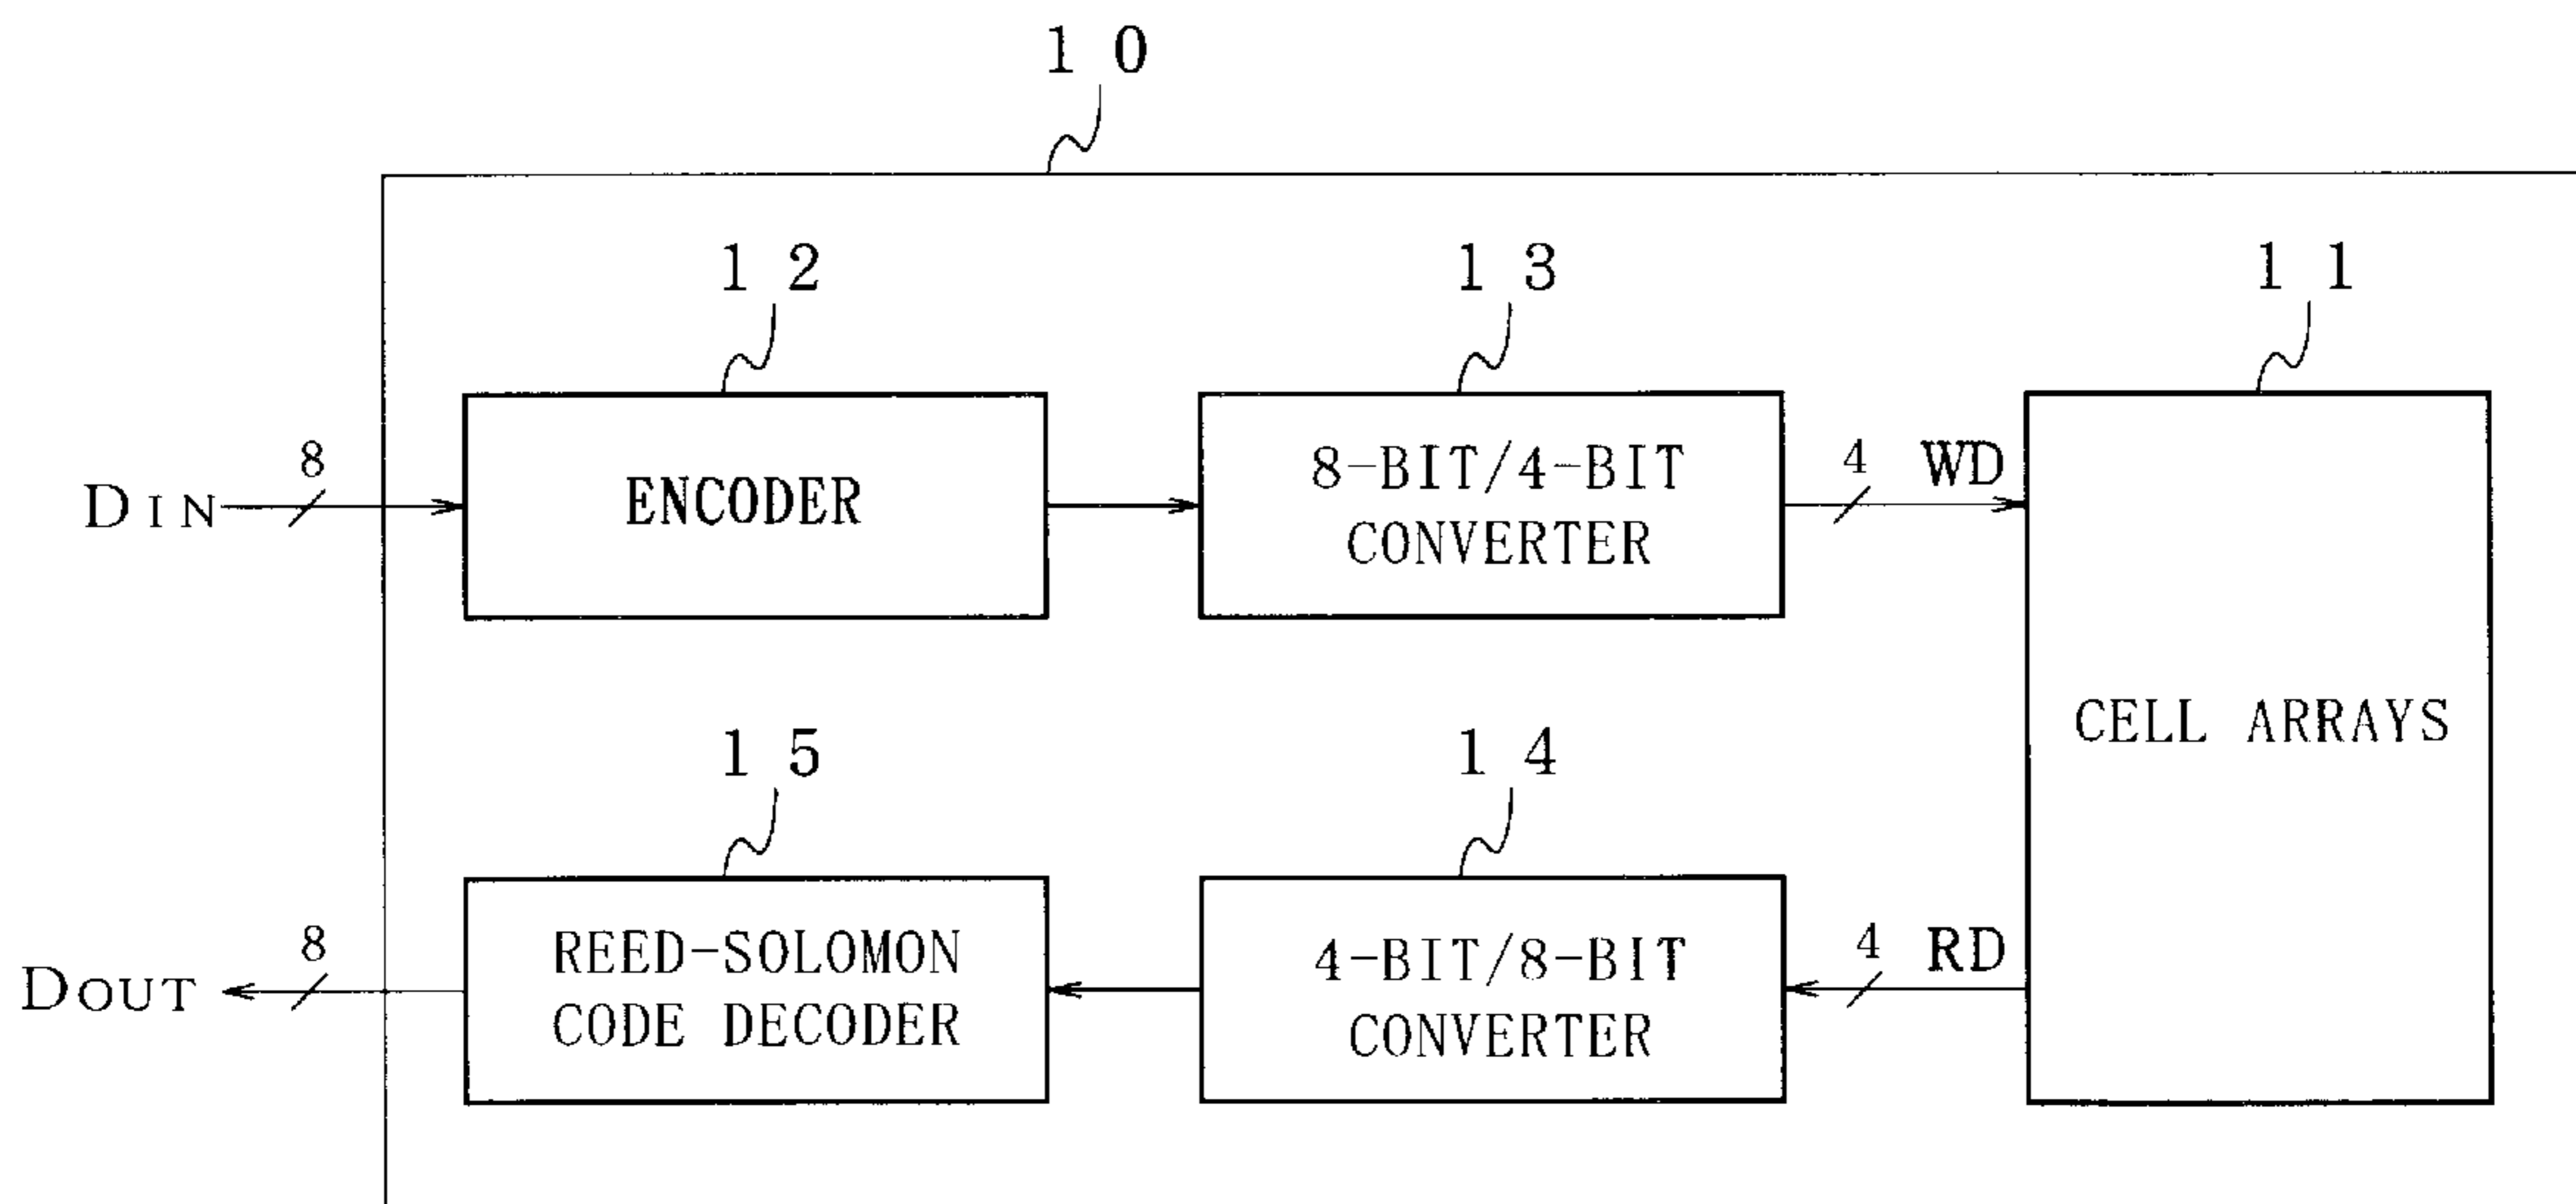 10
12
13
11
DIN
8
ENCODER
8-BIT/4-BIT
CONVERTER
4
WD
CELL ARRAYS
15
14
DOUT
8
REED-SOLOMON
CODE DECODER
4-BIT/8-BIT
CONVERTER
4
RD